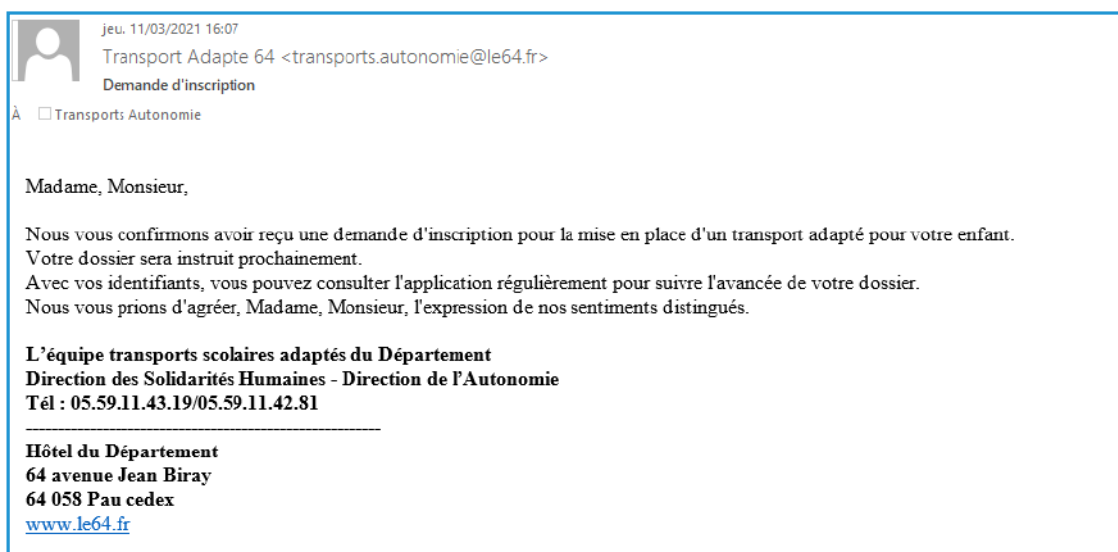 jeu. 11/03/2021 16:07
Transport Adapte 64 <transports.autonomie@le64.fr>
Demande d'inscription
À Transports Autonomie
Madame, Monsieur,
Nous vous confirmons avoir reçu une demande d'inscription pour la mise en place d'un transport adapté pour votre enfant.
Votre dossier sera instruit prochainement.
Avec vos identifiants, vous pouvez consulter l'application régulièrement pour suivre l'avancée de votre dossier.
Nous vous prions d'agréer, Madame, Monsieur, l'expression de nos sentiments distingués.
L’équipe transports scolaires adaptés du Département
Direction des Solidarités Humaines - Direction de l’Autonomie
Tél : 05.59.11.43.19/05.59.11.42.81
-------------------------------------------------------
Hôtel du Département
64 avenue Jean Biray
64 058 Pau cedex
www.le64.fr